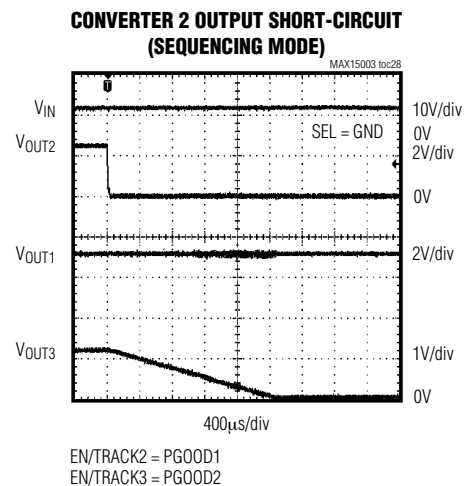 CONVERTER 2 OUTPUT SHORT-CIRCUIT
(SEQUENCING MODE)
MAX15003 toc28
T
VIN
10V/div
SEL = GND
0V
VOUT2
2V/div
0V
VOUT1
2V/div
VOUT3
1V/div
0V
400µs/div
EN/TRACK2 = PGOOD1
EN/TRACK3 = PGOOD2